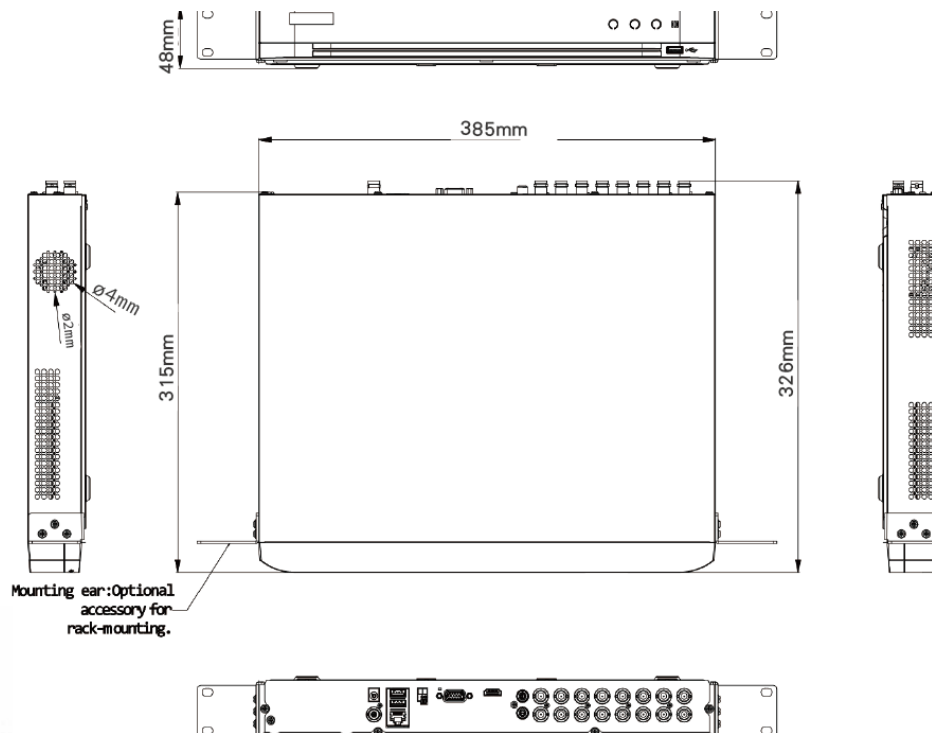 48mm
385mm
ø4mm
ø2mm
315mm
326mm
Mounting ear:Optional
accessory for
rack-mounting.